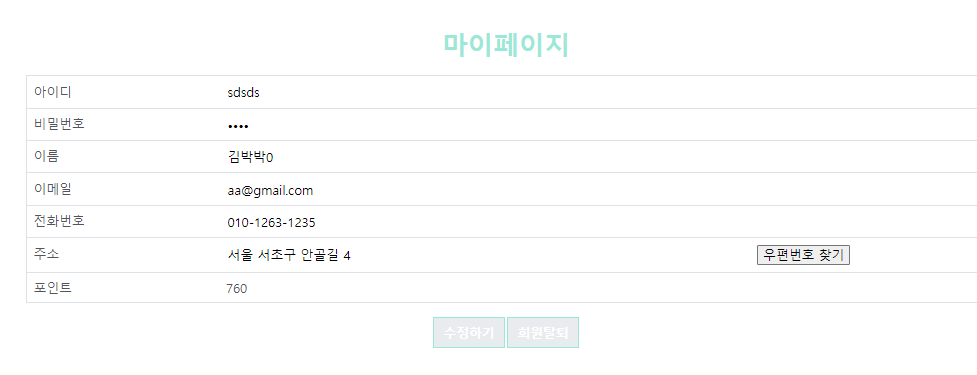 마이페이지
아이디 sdsds
비밀번호 ••••
이름 김박박0
이메일 aa@gmail.com
전화번호 010-1263-1235
주소 서울 서초구 안골길 4 우편번호 찾기
포인트 760
수정하기 회원탈퇴